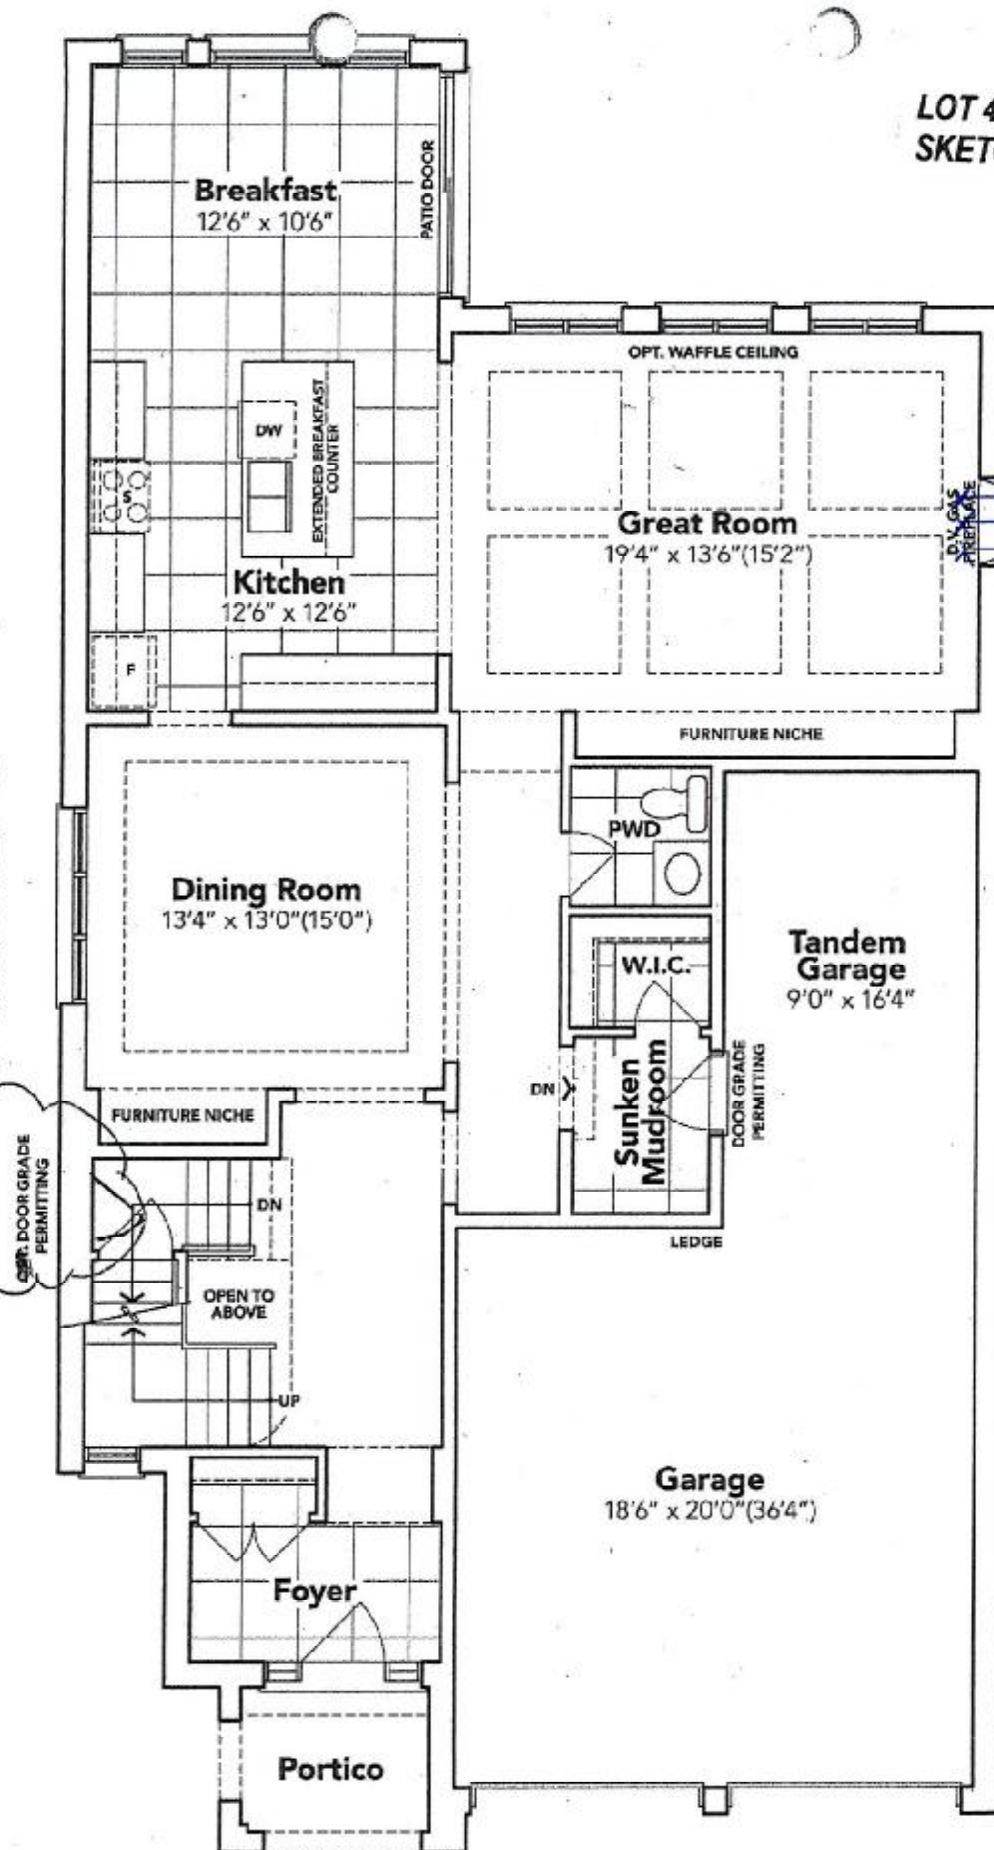 LOT 4
SKET
Breakfast
12'6" x 10'6"
PATIO DOOR
OPT. WAFFLE CEILING
DW
EXTENDED BREAKFAST
COUNTER
S
Great Room
19'4" x 13'6"(15'2")
D.V. GAS
FIREPLACE
Kitchen
12'6" x 12'6"
F
FURNITURE NICHE
PWD
Dining Room
13'4" x 13'0"(15'0")
W.I.C.
Tandem
Garage
9'0" x 16'4"
DN
Sunken
Mudroom
DOOR GRADE
PERMITTING
FURNITURE NICHE
DOOR GRADE
PERMITTING
DN
LEDGE
OPEN TO
ABOVE
UP
Garage
18'6" x 20'0"(36'4")
Foyer
Portico